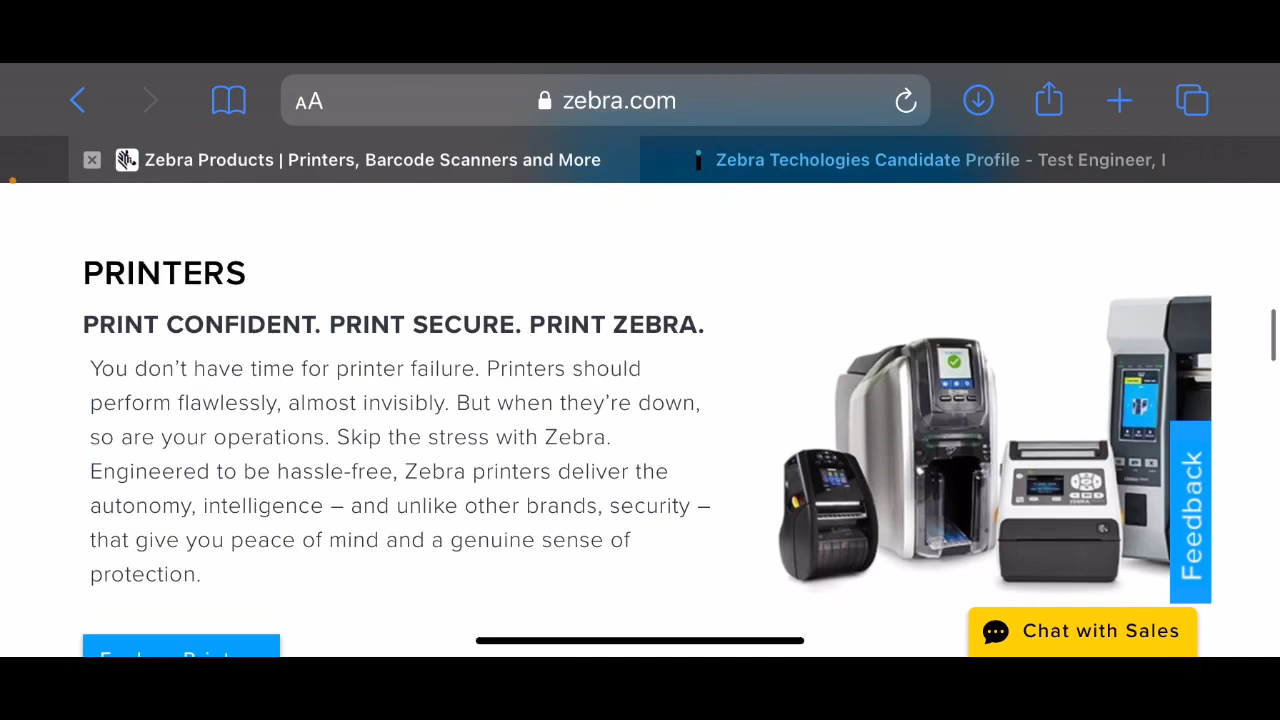 AA zebra.com
Zebra Products | Printers, Barcode Scanners and More
Zebra Techologies Candidate Profile - Test Engineer, I
PRINTERS
PRINT CONFIDENT. PRINT SECURE. PRINT ZEBRA.
You don’t have time for printer failure. Printers should
perform flawlessly, almost invisibly. But when they’re down,
so are your operations. Skip the stress with Zebra.
Engineered to be hassle-free, Zebra printers deliver the
autonomy, intelligence – and unlike other brands, security –
that give you peace of mind and a genuine sense of
protection.
Feedback
Chat with Sales